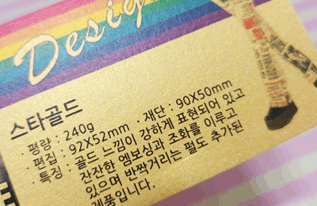 Desig
스타골드
· 평량 : 240g
· 편집 : 92X52mm · 재단 : 90X50mm
· 특징 : 골드 느낌이 강하게 표현되어 있고
잔잔한 엠보싱과 조화를 이루고
있으며 반짝거리는 펄도 추가된
제품입니다.